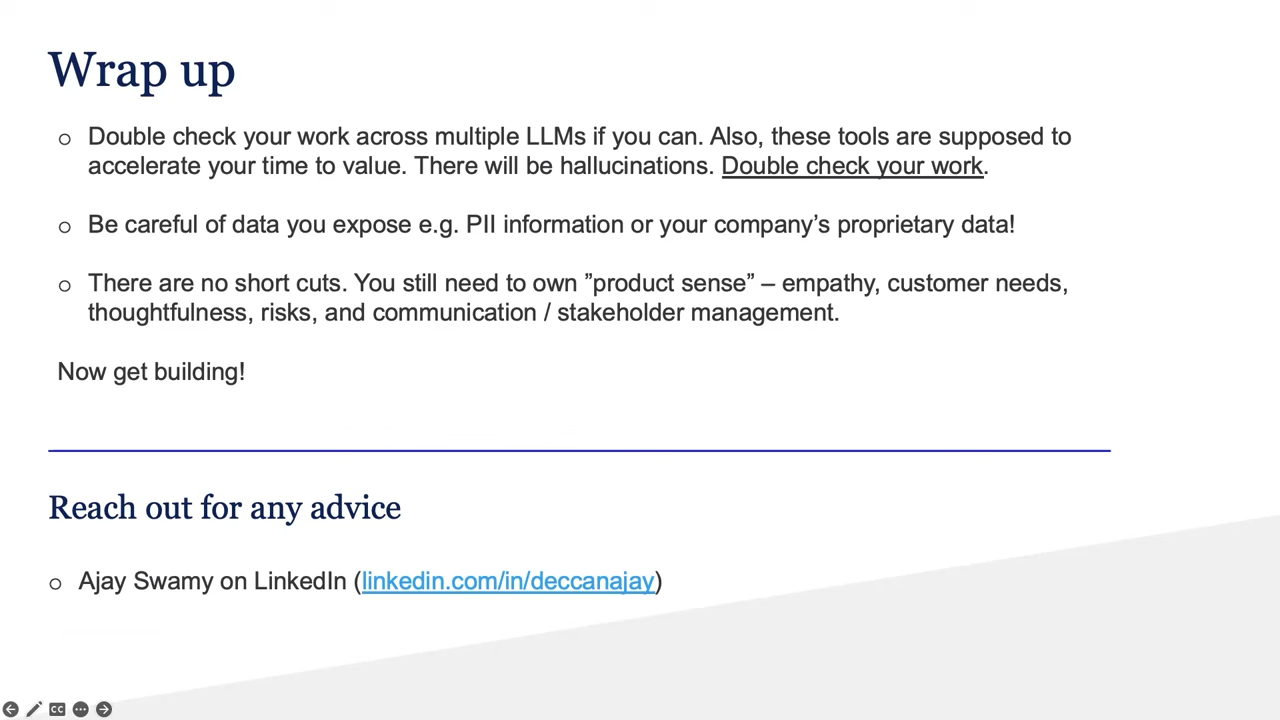 Wrap up
○ Double check your work across multiple LLMs if you can. Also, these tools are supposed to
accelerate your time to value. There will be hallucinations. Double check your work.
○ Be careful of data you expose e.g. PII information or your company’s proprietary data!
○ There are no short cuts. You still need to own ”product sense” – empathy, customer needs,
thoughtfulness, risks, and communication / stakeholder management.
Now get building!
Reach out for any advice
○ Ajay Swamy on LinkedIn (linkedin.com/in/deccanajay)
CC